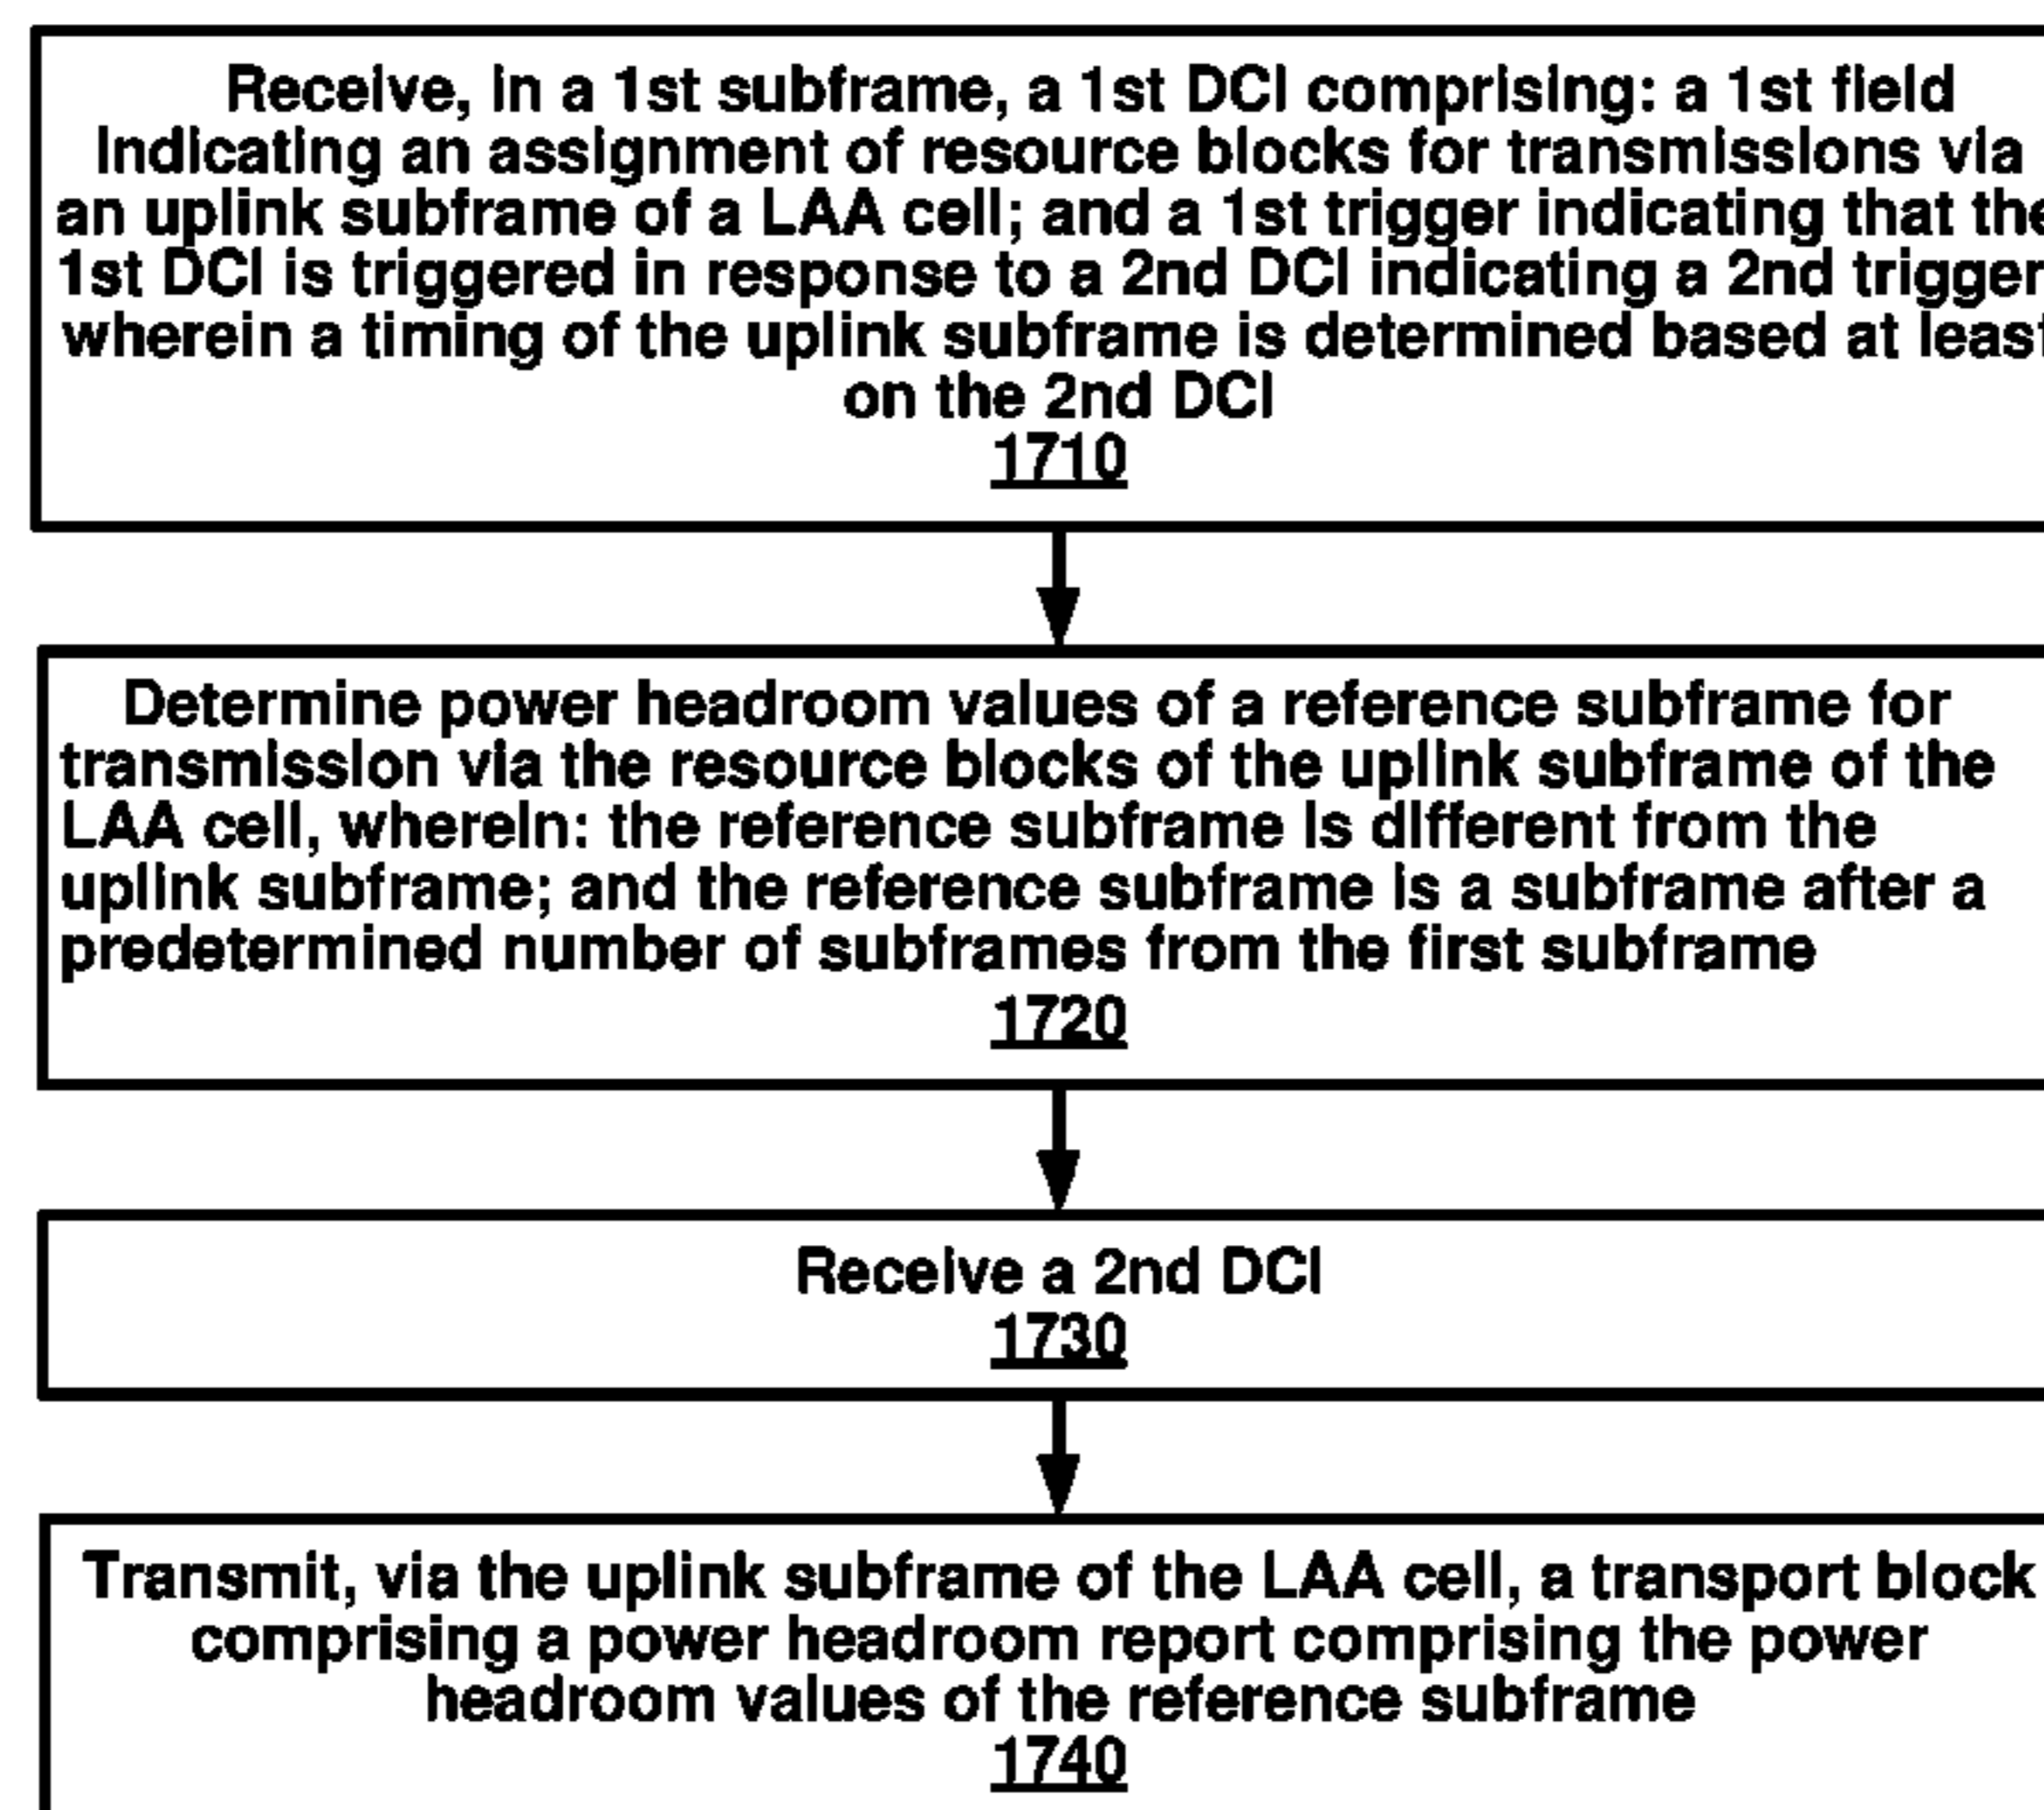 Receive, in a 1st subframe, a 1st DCI comprising: a 1st field
indicating an assignment of resource blocks for transmissions via
an uplink subframe of a LAA cell; and a 1st trigger indicating that the
1st DCI is triggered in response to a 2nd DCI indicating a 2nd trigger
wherein a timing of the uplink subframe is determined based at least
on the 2nd DCI
1710
Determine power headroom values of a reference subframe for
transmission via the resource blocks of the uplink subframe of the
LAA cell, wherein: the reference subframe is different from the
uplink subframe; and the reference subframe is a subframe after a
predetermined number of subframes from the first subframe
1720
Receive a 2nd DCI
1730
Transmit, via the uplink subframe of the LAA cell, a transport block
comprising a power headroom report comprising the power
headroom values of the reference subframe
1740